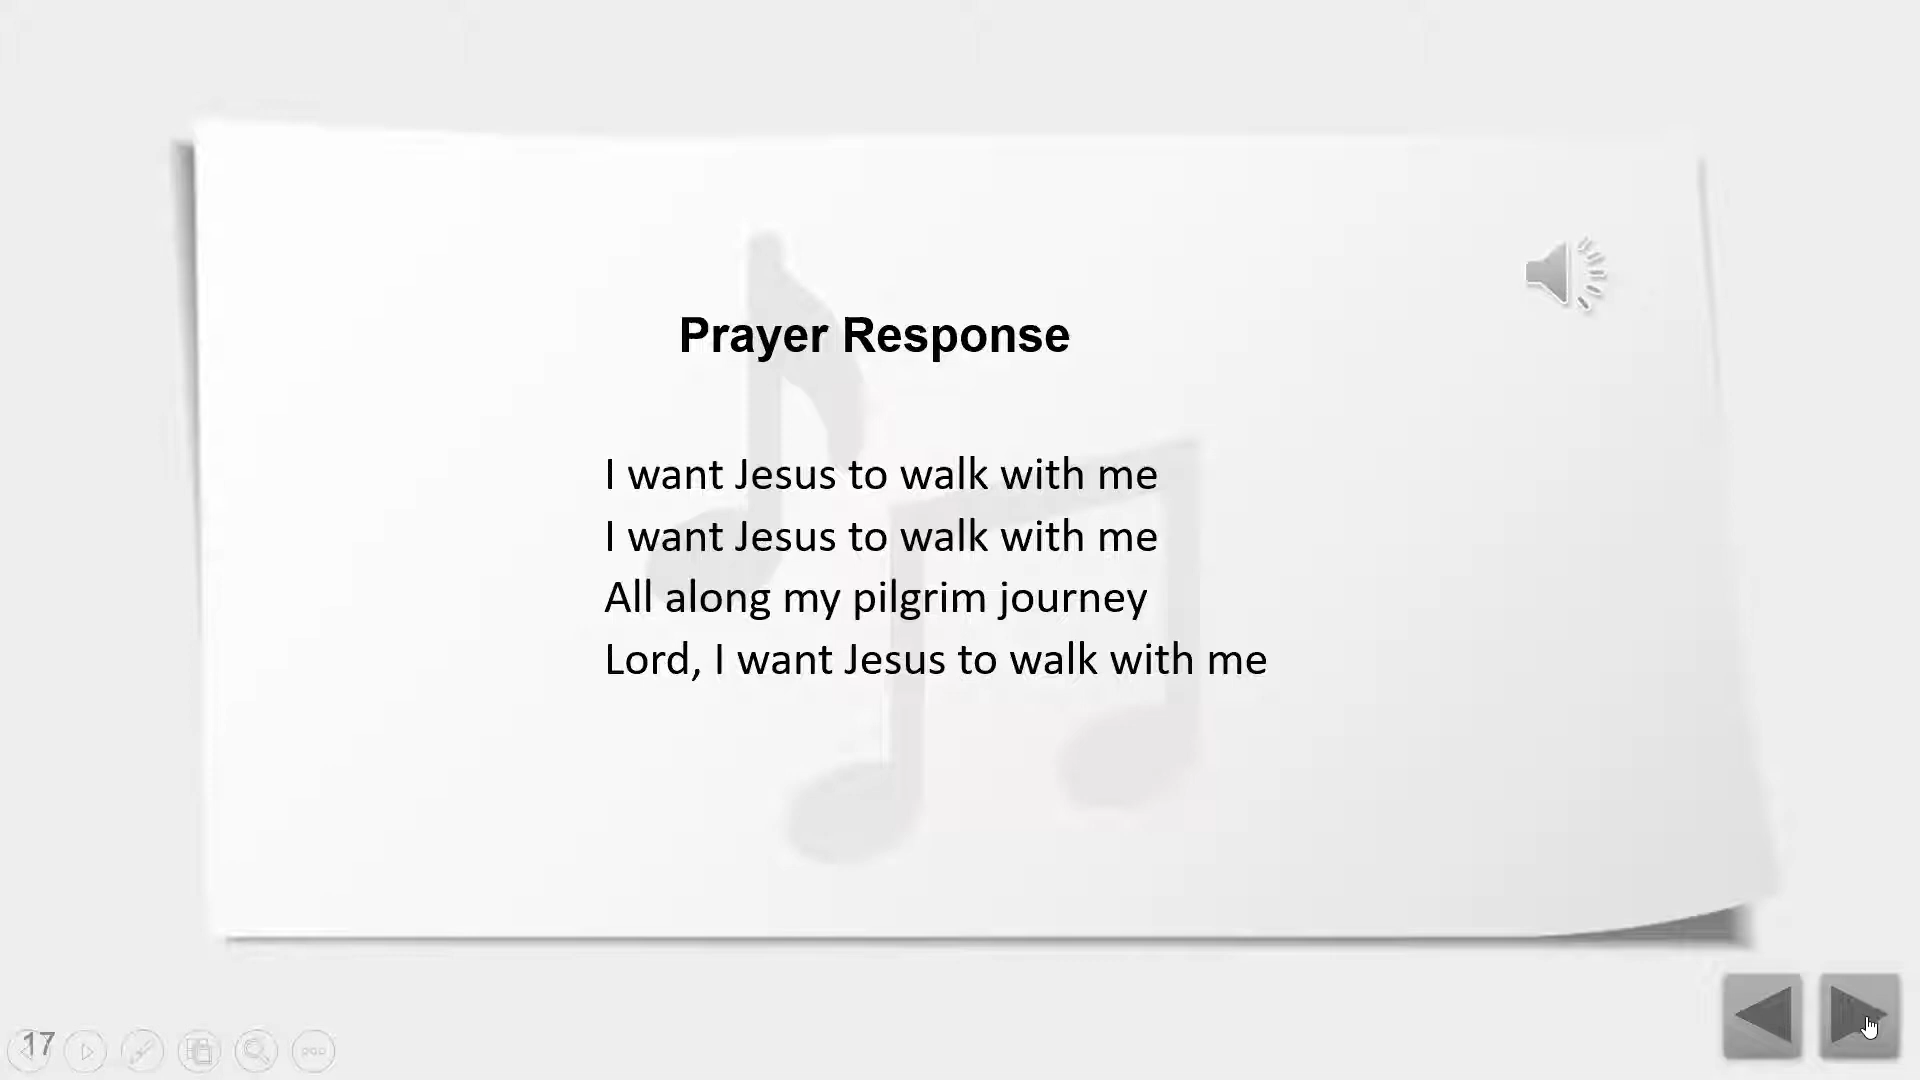 Prayer Response
I want Jesus to walk with me
I want Jesus to walk with me
All along my pilgrim journey
Lord, I want Jesus to walk with me
17